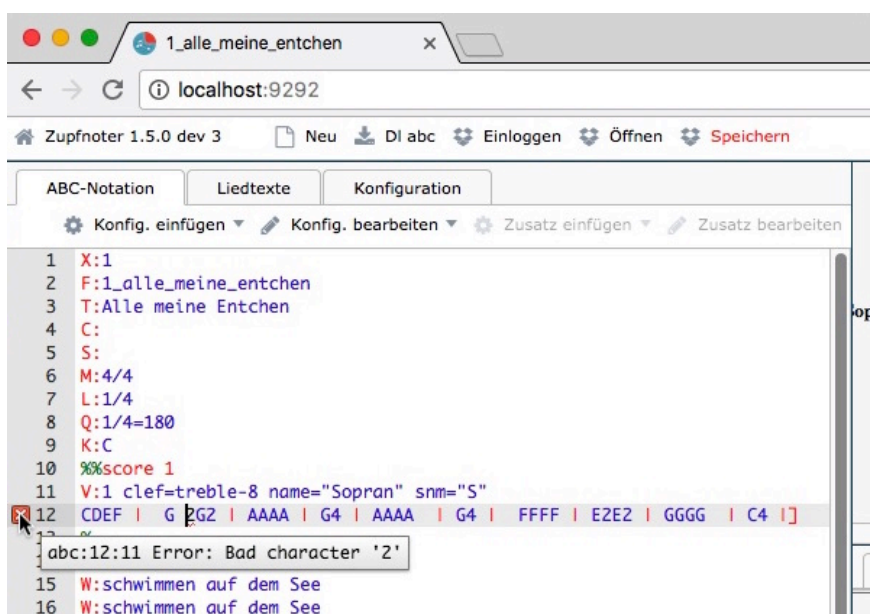 1_alle_meine_entchen
localhost:9292
Zupfnoter 1.5.0 dev 3 Neu Dl abc Einloggen Öffnen Speichern
ABC-Notation Liedtexte Konfiguration
Konfig. einfügen Konfig. bearbeiten Zusatz einfügen Zusatz bearbeiten
1 X:1
2 F:1_alle_meine_entchen
3 T:Alle meine Entchen
4 C:
5 S:
6 M:4/4
7 L:1/4
8 Q:1/4=180
9 K:C
10 %%score 1
11 V:1 clef=treble-8 name="Sopran" snm="S"
12 CDEF | G 2G2 | AAAA | G4 | AAAA | G4 | FFFF | E2E2 | GGGG | C4 |]
abc:12:11 Error: Bad character '2'
15 W:schwimmen auf dem See
16 W:schwimmen auf dem See